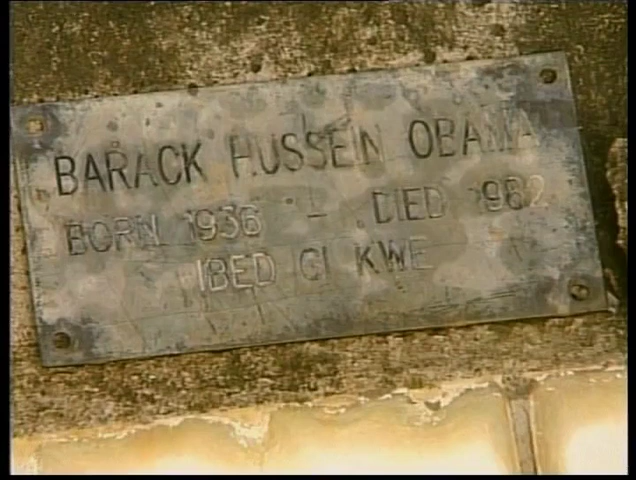 BARACK HUSSEIN OBAMA
BORN 1936 - DIED 1982
IBED GI KWE